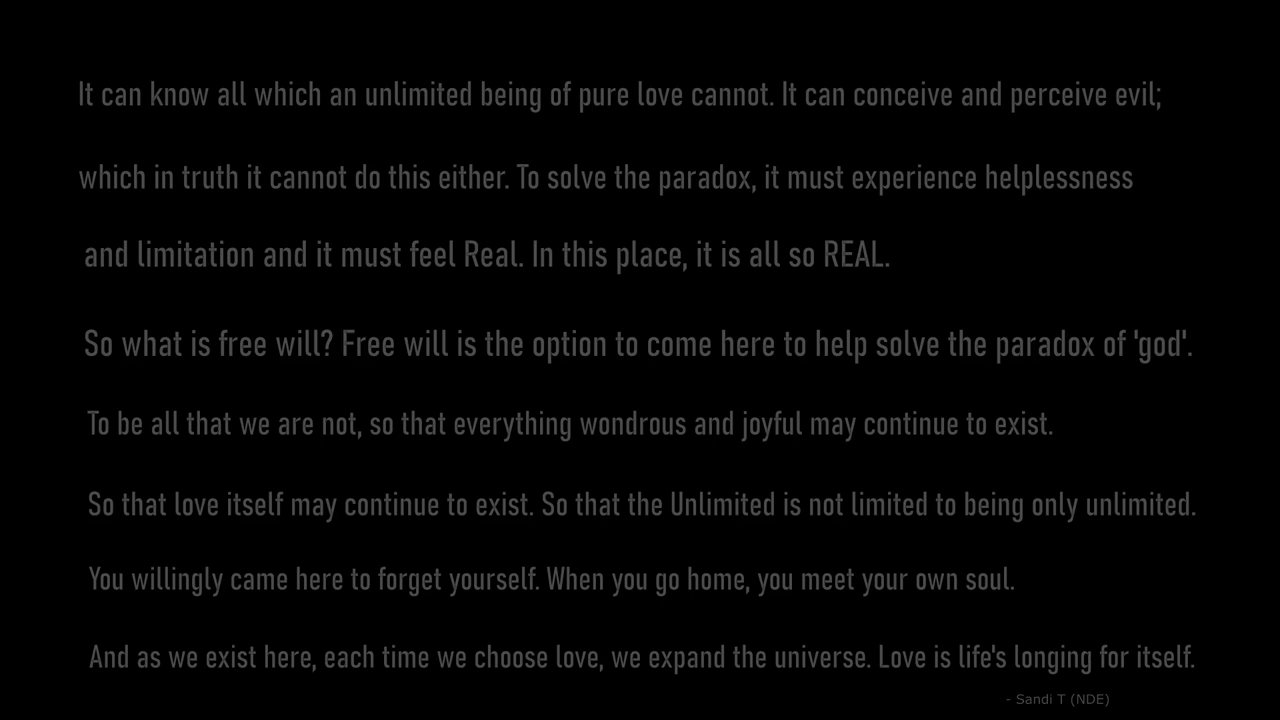 It can know all which an unlimited being of pure love cannot. It can conceive and perceive evil;
which in truth it cannot do this either. To solve the paradox, it must experience helplessness
and limitation and it must feel Real. In this place, it is all so REAL.
So what is free will? Free will is the option to come here to help solve the paradox of 'god'.
To be all that we are not, so that everything wondrous and joyful may continue to exist.
So that love itself may continue to exist. So that the Unlimited is not limited to being only unlimited.
You willingly came here to forget yourself. When you go home, you meet your own soul.
And as we exist here, each time we choose love, we expand the universe. Love is life's longing for itself.
- Sandi T (NDE)